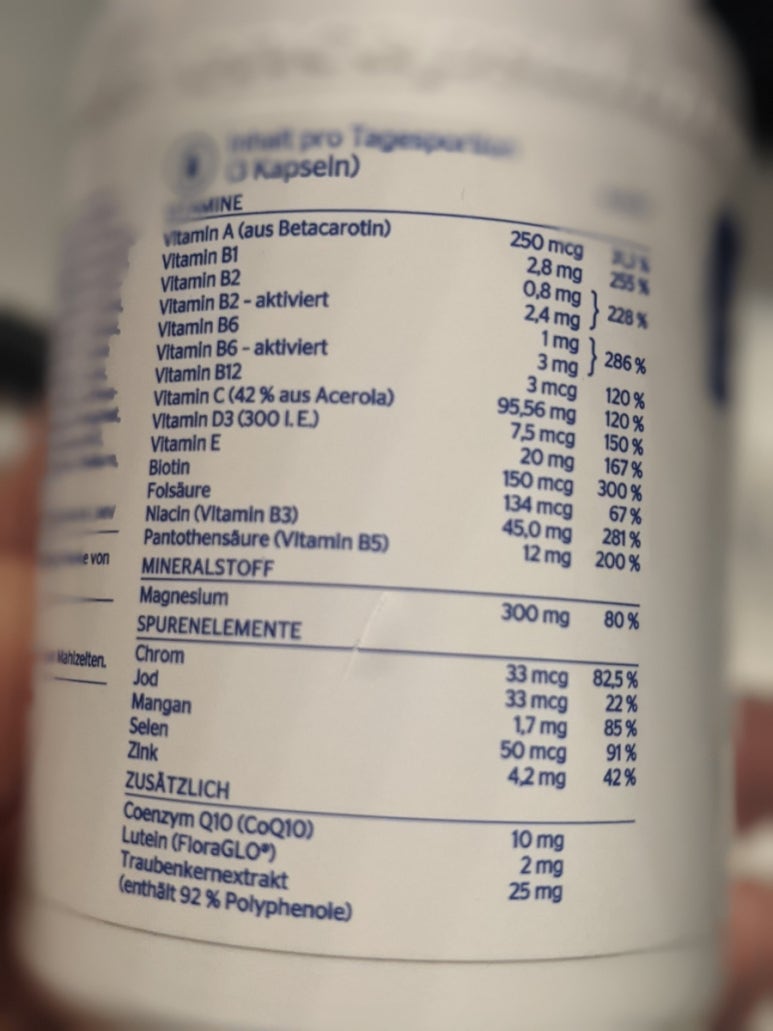 Inhalt pro Tagesportion
(3 Kapseln)
VITAMINE
Vitamin A (aus Betacarotin) 250 mcg
Vitamin B1 2,8 mg 255 %
Vitamin B2 0,8 mg
Vitamin B2 - aktiviert 2,4 mg } 228 %
Vitamin B6 1 mg
Vitamin B6 - aktiviert 3 mg } 286 %
Vitamin B12 3 mcg 120 %
Vitamin C (42 % aus Acerola) 95,56 mg 120 %
Vitamin D3 (300 I.E.) 7,5 mcg 150 %
Vitamin E 20 mg 167 %
Biotin 150 mcg 300 %
Folsäure 134 mcg 67 %
Niacin (Vitamin B3) 45,0 mg 281 %
Pantothensäure (Vitamin B5) 12 mg 200 %
MINERALSTOFF
Magnesium 300 mg 80 %
SPURENELEMENTE
Chrom 33 mcg 82,5 %
Jod 33 mcg 22 %
Mangan 1,7 mg 85 %
Selen 50 mcg 91 %
Zink 4,2 mg 42 %
ZUSÄTZLICH
Coenzym Q10 (CoQ10) 10 mg
Lutein (FloraGLO®) 2 mg
Traubenkernextrakt 25 mg
(enthält 92 % Polyphenole)
von
Mahlzeiten.